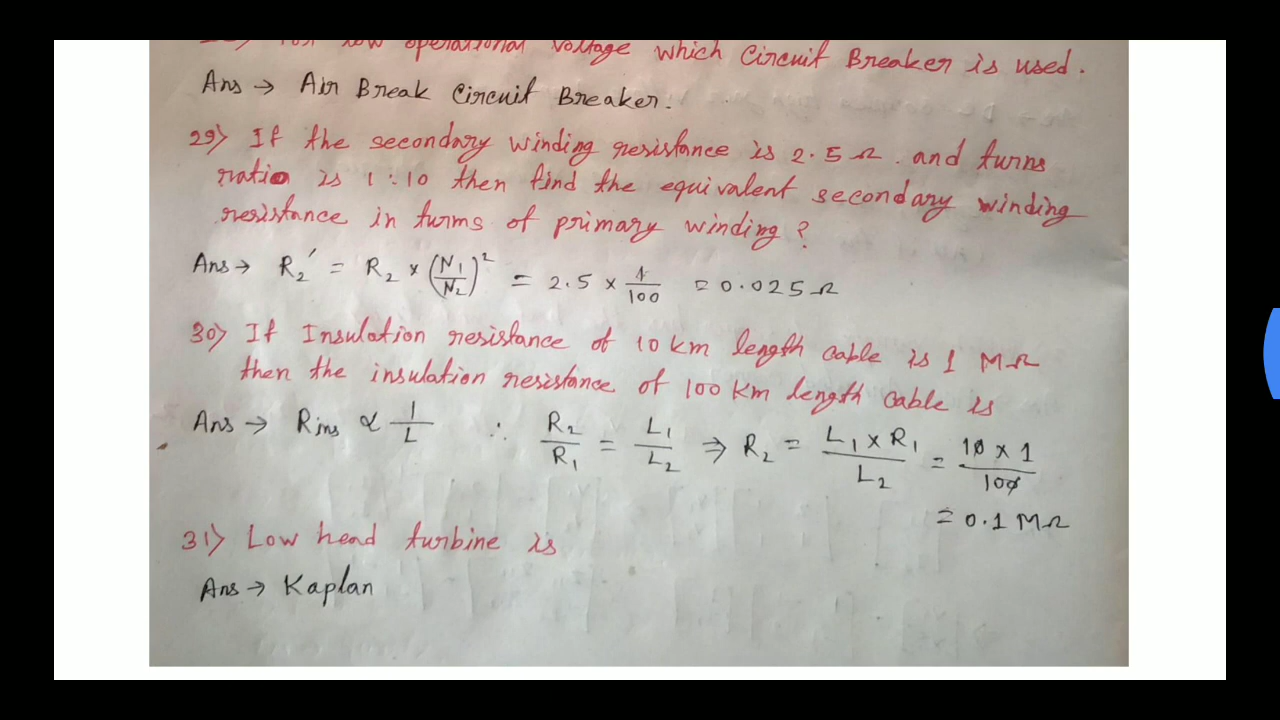 low operational voltage which Circuit Breaker is used.
Ans → Air Break Circuit Breaker.
29) If the secondary winding resistance is 2.5 Ω. and turns
ratio is 1:10 then find the equivalent secondary winding
resistance in turms of primary winding?
Ans → R₂′ = R₂ × (N₁/N₂)² = 2.5 × 1/100 = 0.025 Ω
30) If Insulation resistance of 10 km length cable is 1 MΩ
then the insulation resistance of 100 Km length cable is
Ans → Rins ∝ 1/L ∴ R₂/R₁ = L₁/L₂ ⇒ R₂ = L₁ × R₁/L₂ = 10 × 1/100
= 0.1 MΩ
31) Low head turbine is
Ans → Kaplan